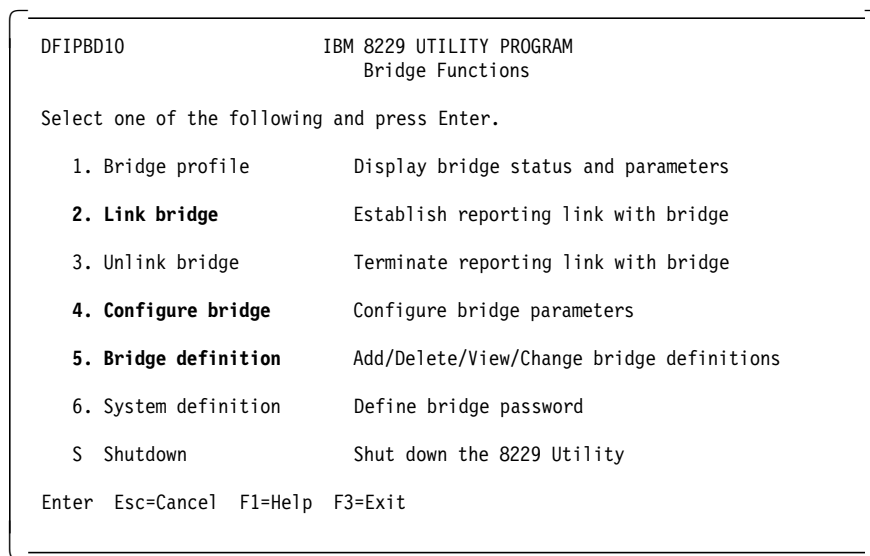 DFIPBD10 IBM 8229 UTILITY PROGRAM
Bridge Functions
Select one of the following and press Enter.
1. Bridge profile Display bridge status and parameters
2. Link bridge Establish reporting link with bridge
3. Unlink bridge Terminate reporting link with bridge
4. Configure bridge Configure bridge parameters
5. Bridge definition Add/Delete/View/Change bridge definitions
6. System definition Define bridge password
S Shutdown Shut down the 8229 Utility
Enter Esc=Cancel F1=Help F3=Exit